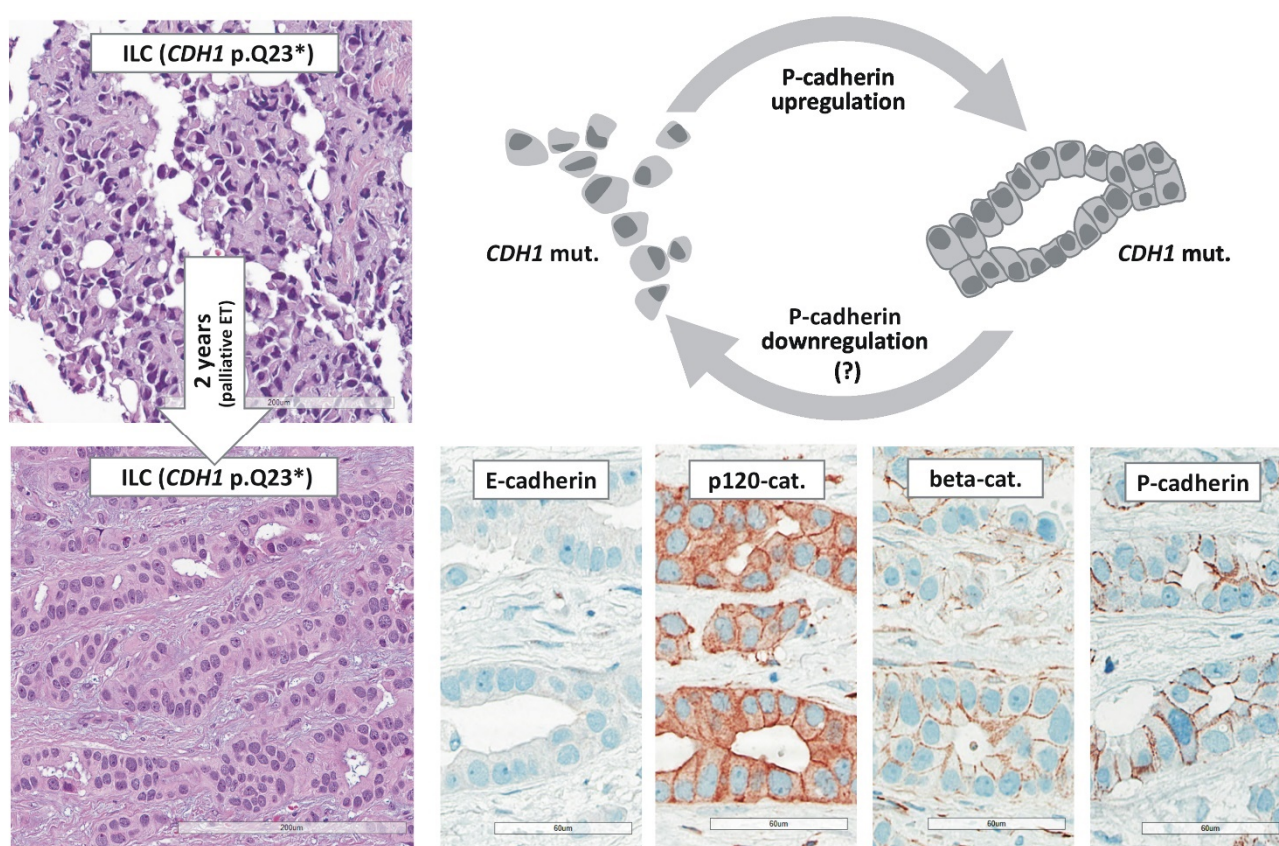 ILC (CDH1 p.Q23*)
2 years
(palliative ET)
200um
P-cadherin
upregulation
CDH1 mut.
CDH1 mut.
P-cadherin
downregulation
(?)
ILC (CDH1 p.Q23*)
200um
E-cadherin
60um
p120-cat.
60um
beta-cat.
60um
P-cadherin
60um